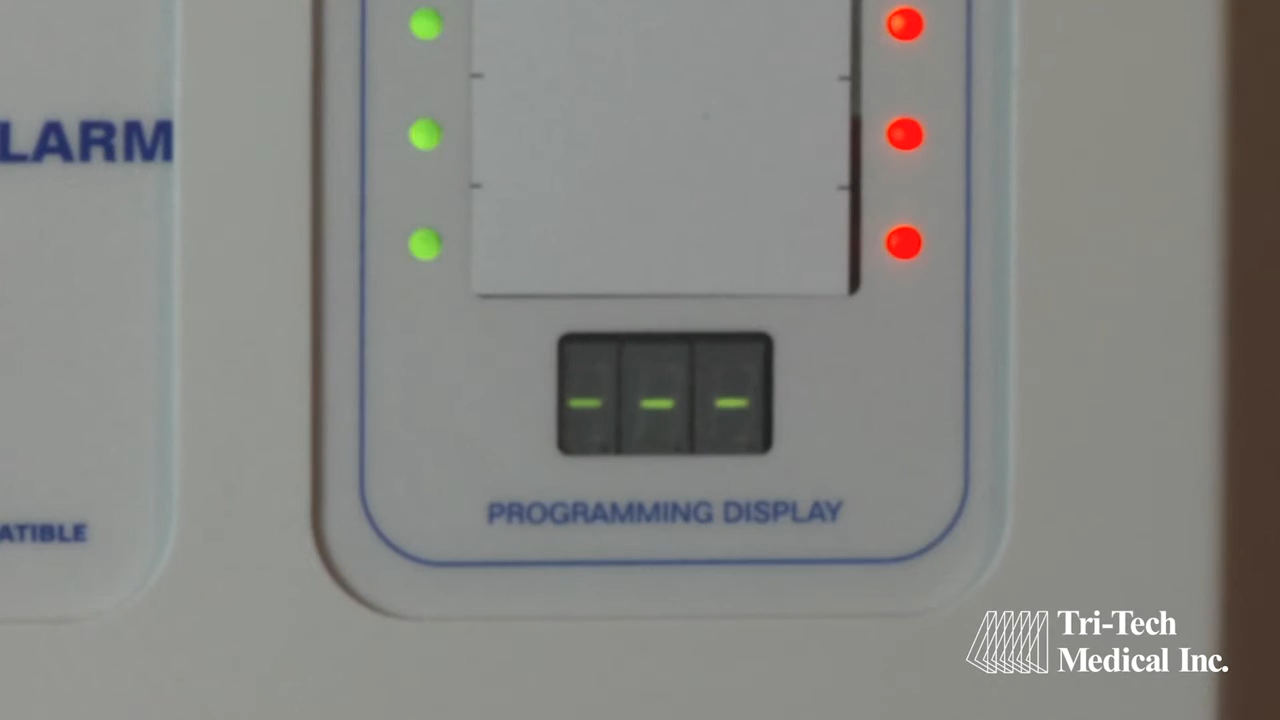 LARM
- - -
PROGRAMMING DISPLAY
ATIBLE
Tri-Tech
Medical Inc.